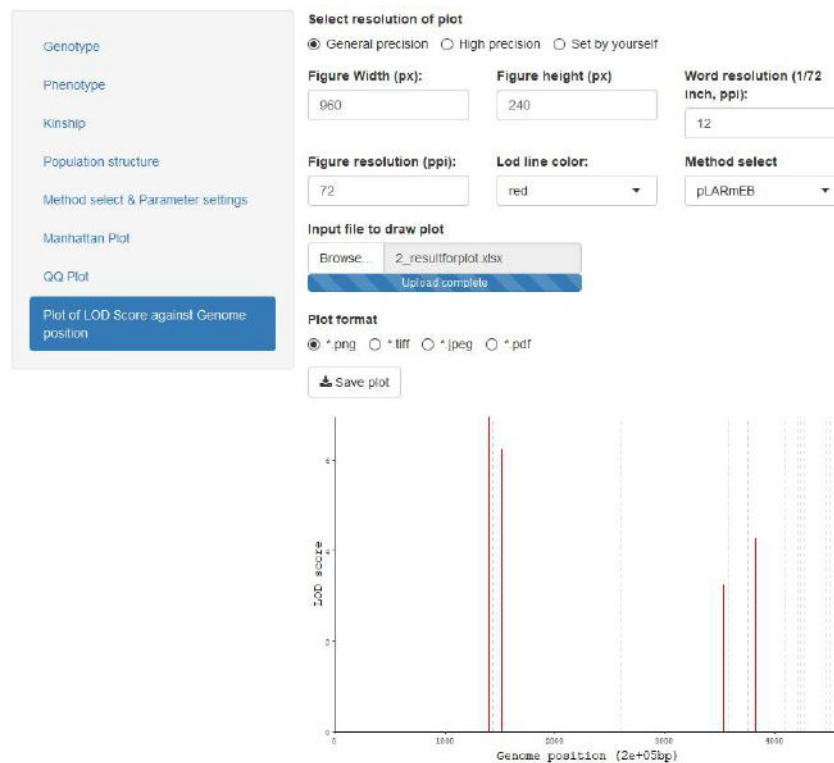 Genotype
Phenotype
Kinship
Population structure
Method select & Parameter settings
Manhattan Plot
QQ Plot
Plot of LOD Score against Genome
position
Select resolution of plot
General precision High precision Set by yourself
Figure Width (px): Figure height (px) Word resolution (1/72
inch, ppi):
960 240 12
Figure resolution (ppi): Lod line color: Method select
72 red pLARmEB
Input file to draw plot
Browse... 2_resultforplot.xlsx
Upload complete
Plot format
*.png *.tiff *.jpeg *.pdf
Save plot
6
4
2
0
LOD score
0 1000 2000 3000 4000
Genome position (2e+05bp)